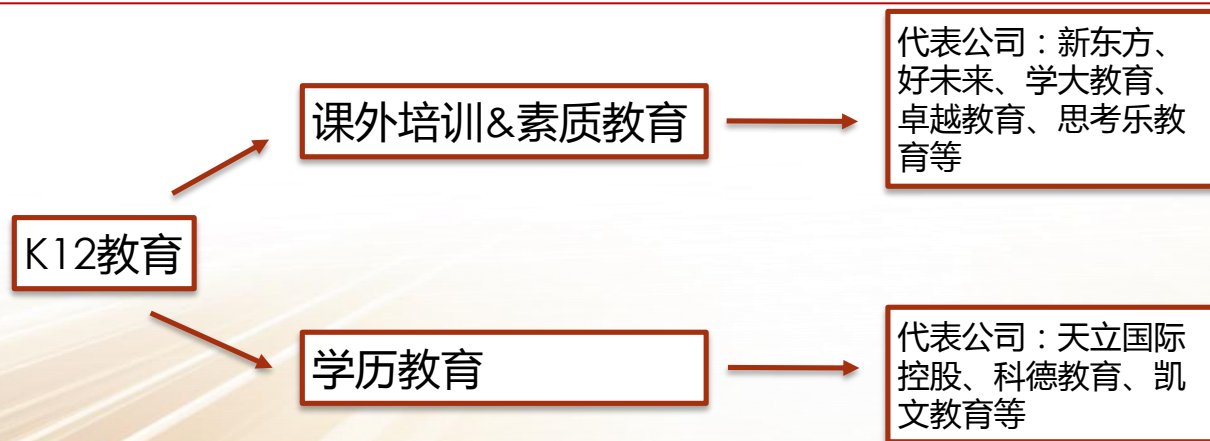 代表公司：新东方、
好未来、学大教育、
卓越教育、思考乐教
育等
课外培训&素质教育
K12教育
学历教育
代表公司：天立国际
控股、科德教育、凯
文教育等